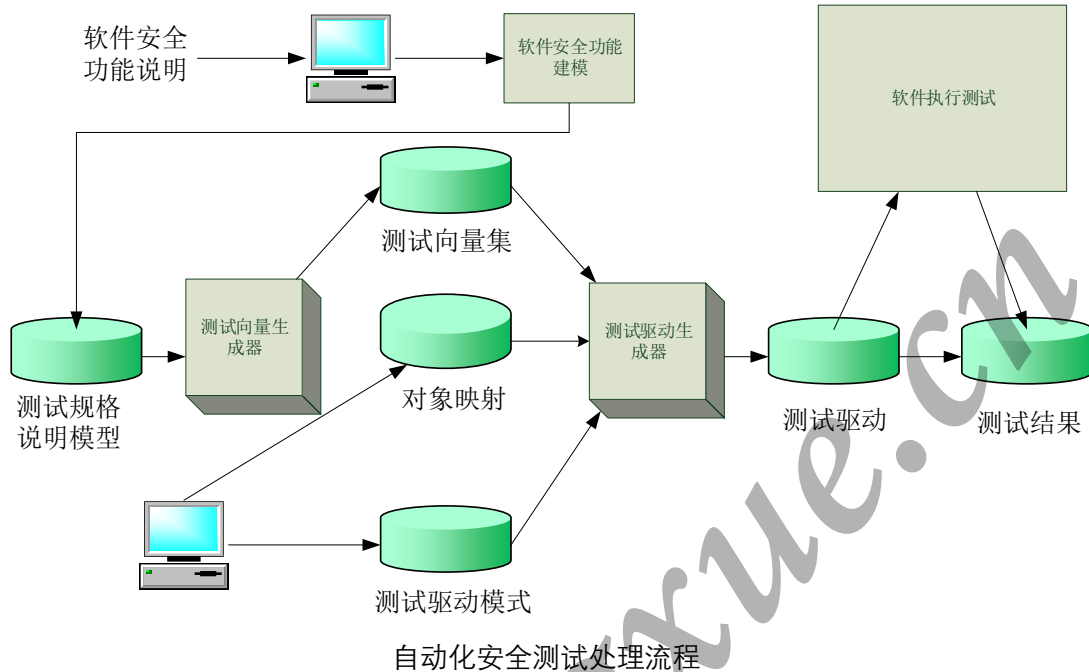 软件安全
功能说明
软件安全功能
建模
软件执行测试
测试向量集
测试向量生
成器
测试驱动生
成器
测试规格
说明模型
对象映射
测试驱动
测试结果
测试驱动模式
自动化安全测试处理流程
xue.cn